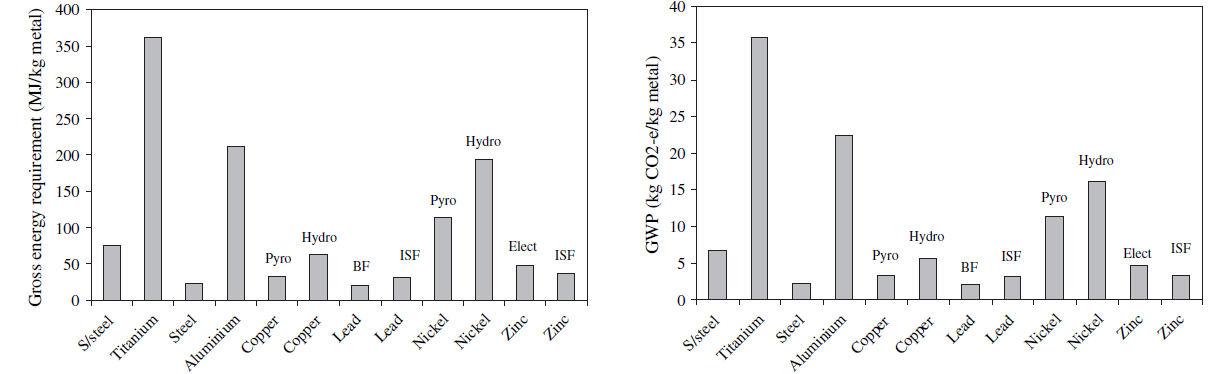 Gross energy requirement (MJ/kg metal)
400
350
300
250
200
150
100
50
0
Pyro
Hydro
BF
ISF
Pyro
Hydro
Elect
ISF
S/steel
Titanium
Steel
Aluminium
Copper
Copper
Lead
Lead
Nickel
Nickel
Zinc
Zinc
GWP (kg CO2-e/kg metal)
40
35
30
25
20
15
10
5
0
Pyro
Hydro
BF
ISF
Pyro
Hydro
Elect
ISF
S/steel
Titanium
Steel
Aluminium
Copper
Copper
Lead
Lead
Nickel
Nickel
Zinc
Zinc